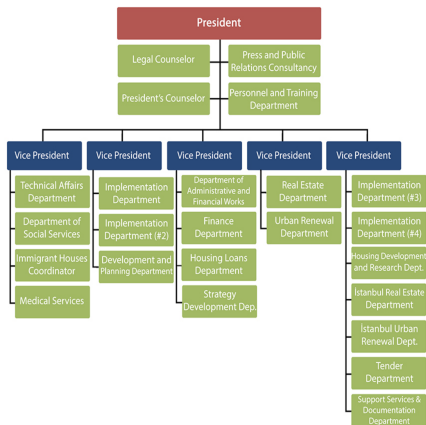 President
Legal Counselor
Press and Public
Relations Consultancy
President's Counselor
Personnel and Training
Department
Vice President
Vice President
Vice President
Vice President
Vice President
Technical Affairs
Department
Department of
Social Services
Immigrant Houses
Coordinator
Medical Services
Implementation
Department
Implementation
Department (#2)
Development and
Planning Department
Department of
Administrative and
Financial Works
Finance
Department
Housing Loans
Department
Strategy
Development Dep.
Real Estate
Department
Urban Renewal
Department
Implementation
Department (#3)
Implementation
Department (#4)
Housing Development
and Research Dept.
İstanbul Real Estate
Department
İstanbul Urban
Renewal Dept.
Tender
Department
Support Services &
Documentation
Department